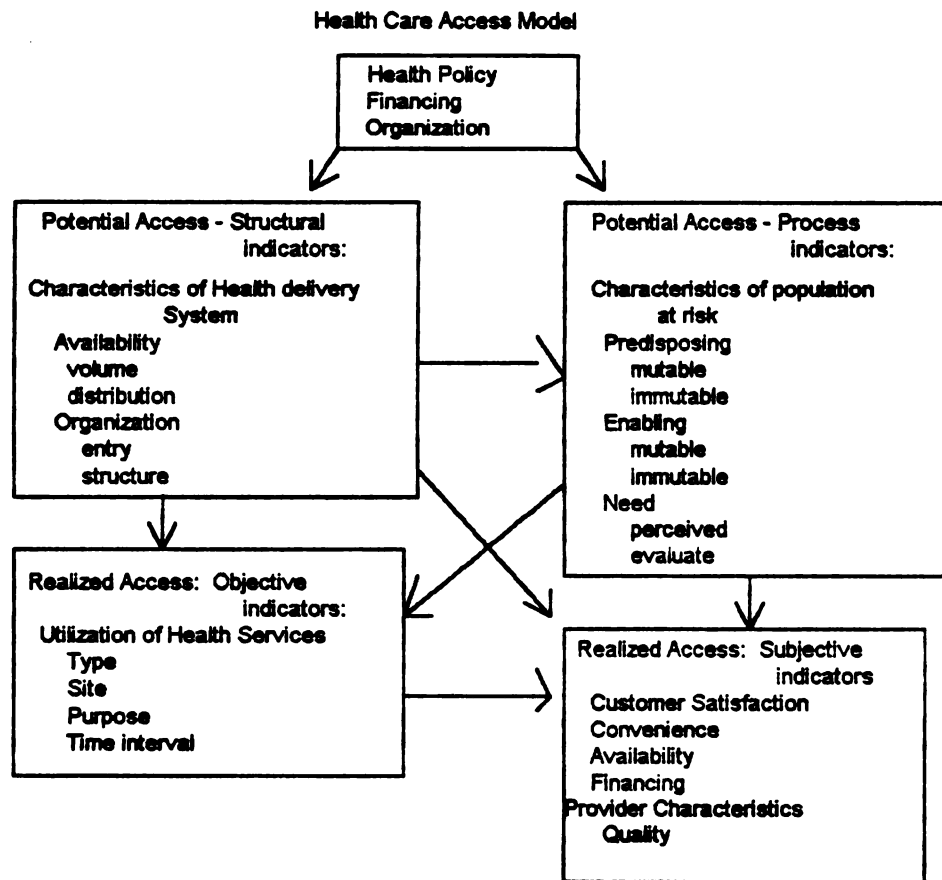 Health Care Access Model
Health Policy
Financing
Organization
Potential Access - Structural
indicators:
Characteristics of Health delivery
System
Availability
volume
distribution
Organization
entry
structure
Potential Access - Process
indicators:
Characteristics of population
at risk
Predisposing
mutable
immutable
Enabling
mutable
immutable
Need
perceived
evaluate
Realized Access: Objective
indicators:
Utilization of Health Services
Type
Site
Purpose
Time interval
Realized Access: Subjective
indicators
Customer Satisfaction
Convenience
Availability
Financing
Provider Characteristics
Quality